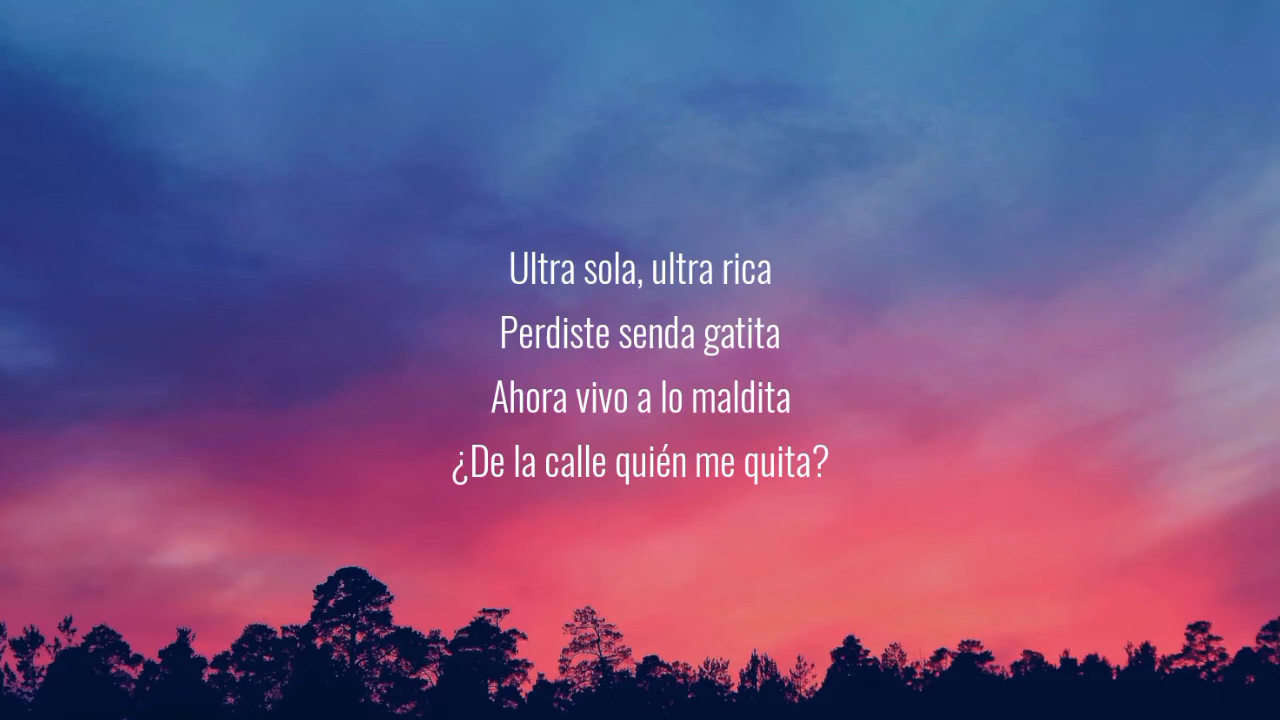 Ultra sola, ultra rica
Perdiste senda gatita
Ahora vivo a lo maldita
¿De la calle quién me quita?